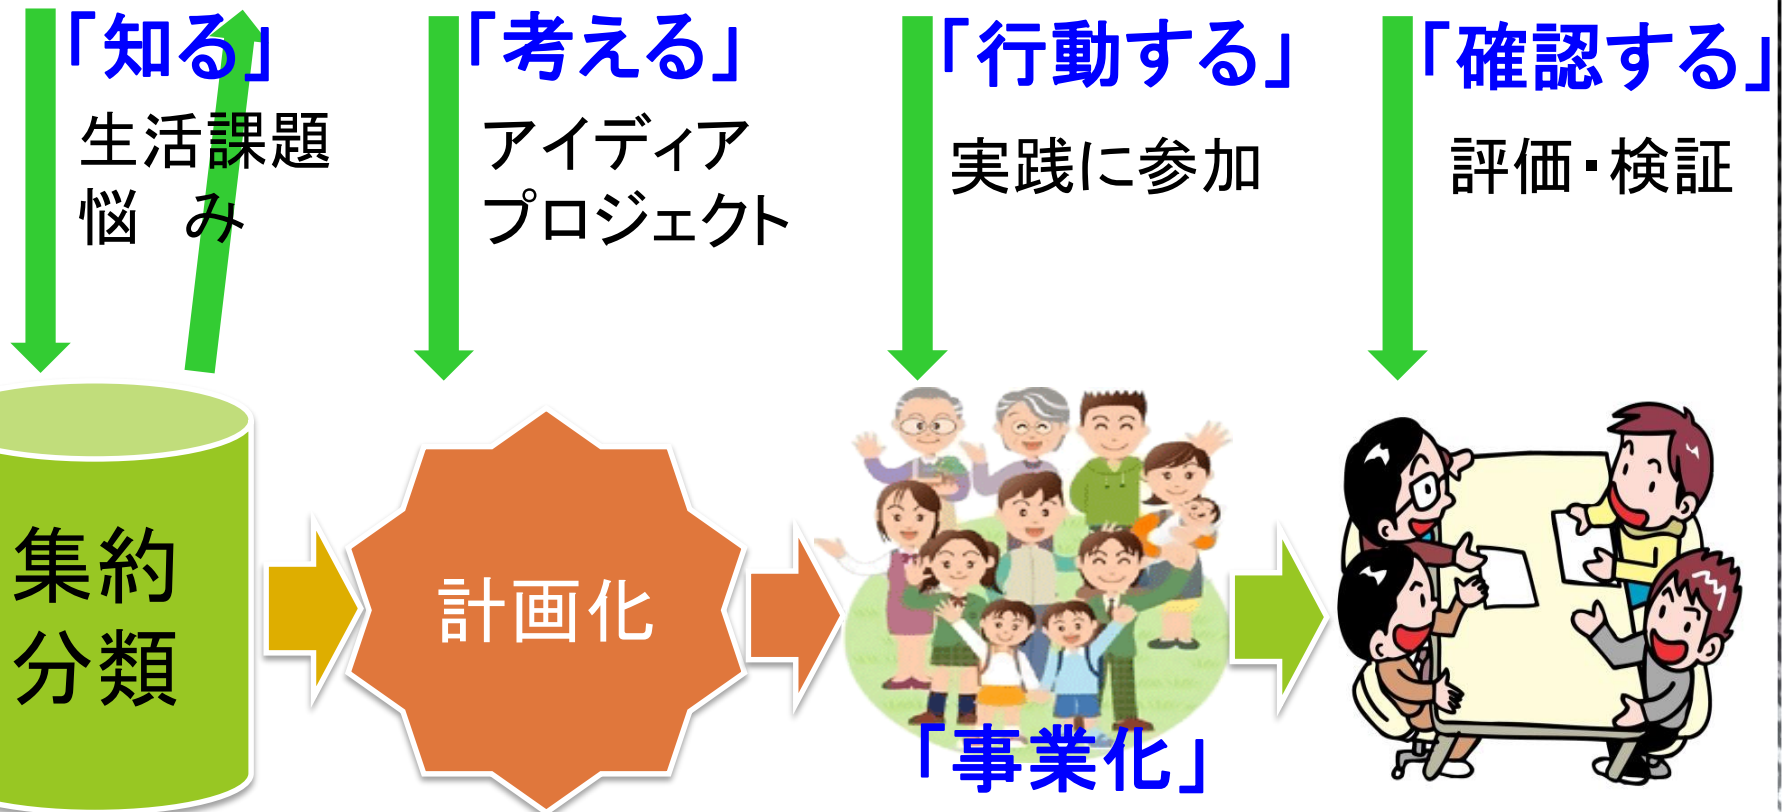 「知る」
生活課題
悩　み
「考える」
アイディア
プロジェクト
「行動する」
実践に参加
「確認する」
評価・検証
集約
分類
計画化
「事業化」